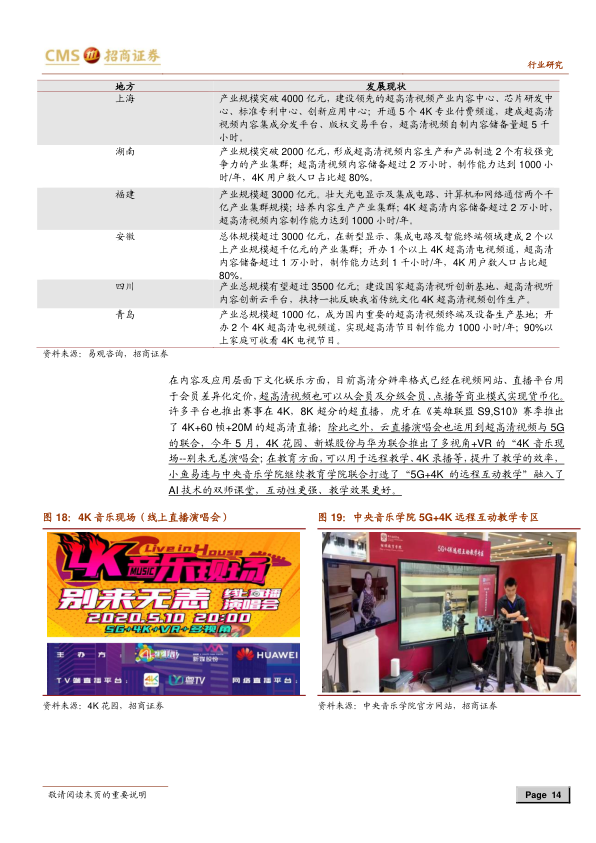 CMS 招商证券
行业研究
地方 发展现状
上海 产业规模突破 4000 亿元，建设领先的超高清视频产业内容中心、芯片研发中
心、标准专利中心、创新应用中心；开通 5 个 4K 专业付费频道，建成超高清
视频内容集成分发平台、版权交易平台，超高清视频自制内容储备量超 5 千
小时。
湖南 产业规模突破 2000 亿元，形成超高清视频内容生产和产品制造 2 个有较强竞
争力的产业集群；超高清视频内容储备超过 2 万小时，制作能力达到 1000 小
时/年，4K 用户数人口占比超 80%。
福建 产业规模超 3000 亿元。壮大光电显示及集成电路、计算机和网络通信两个千
亿产业集群规模；培养内容生产产业集群；4K 超高清内容储备超过 2 万小时，
超高清视频内容制作能力达到 1000 小时/年。
安徽 总体规模超过 3000 亿元，在新型显示、集成电路及智能终端领域建成 2 个以
上产业规模超千亿元的产业集群；开办 1 个以上 4K 超高清电视频道，超高清
内容储备超过 1 万小时，制作能力达到 1 千小时/年，4K 用户数人口占比超
80%。
四川 产业总规模有望超过 3500 亿元；建设国家超高清视听创新基地、超高清视听
内容创新云平台，扶持一批反映我省传统文化 4K 超高清视频创作生产。
青岛 产业总规模超 1000 亿，成为国内重要的超高清视频终端及设备生产基地；开
办 2 个 4K 超高清电视频道，实现超高清节目制作能力 1000 小时/年；90%以
上家庭可收看 4K 电视节目。
资料来源：易观咨询，招商证券
在内容及应用层面下文化娱乐方面，目前高清分辨率格式已经在视频网站、直播平台用
于会员差异化定价，超高清视频也可以从会员及分级会员、点播等商业模式实现货币化。
许多平台也推出赛事在 4K，8K 超分的超直播，虎牙在《英雄联盟 S9,S10》赛季推出
了 4K+60 帧+20M 的超高清直播；除此之外，云直播演唱会也运用到超高清视频与 5G
的联合，今年 5 月，4K 花园、新媒股份与华为联合推出了多视角+VR 的“4K 音乐现
场--别来无恙演唱会；在教育方面，可以用于远程教学、4K 录播等，提升了教学的效率，
小鱼易连与中央音乐学院继续教育学院联合打造了“5G+4K 的远程互动教学”融入了
AI 技术的双师课堂，互动性更强、教学效果更好。
图 18：4K 音乐现场（线上直播演唱会）
图 19：中央音乐学院 5G+4K 远程互动教学专区
Live in House
4K音乐现场
MUSIC
别来无恙 线上直播
演唱会
2020.5.10 20:00
5G+4K+VR+多视角
主 办 方
新媒股份
HUAWEI
TV端直播平台：
4K
粤TV
网络直播平台：
5G+4K远程互动教学专区
资料来源：4K 花园，招商证券
资料来源：中央音乐学院官方网站，招商证券
敬请阅读末页的重要说明
Page 14